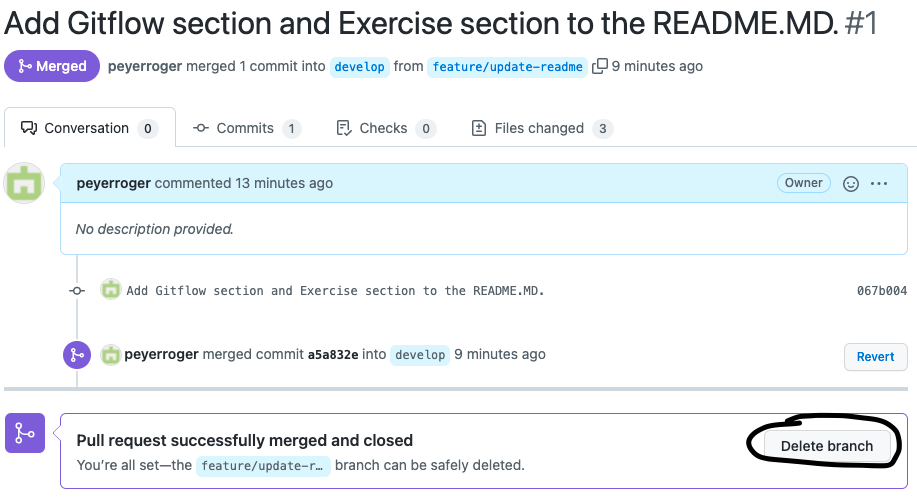 Add Gitflow section and Exercise section to the README.MD. #1
Merged peyerroger merged 1 commit into develop from feature/update-readme 9 minutes ago
Conversation 0 Commits 1 Checks 0 Files changed 3
peyerroger commented 13 minutes ago Owner
No description provided.
Add Gitflow section and Exercise section to the README.MD. 067b004
peyerroger merged commit a5a832e into develop 9 minutes ago Revert
Pull request successfully merged and closed
You're all set—the feature/update-r… branch can be safely deleted.
Delete branch